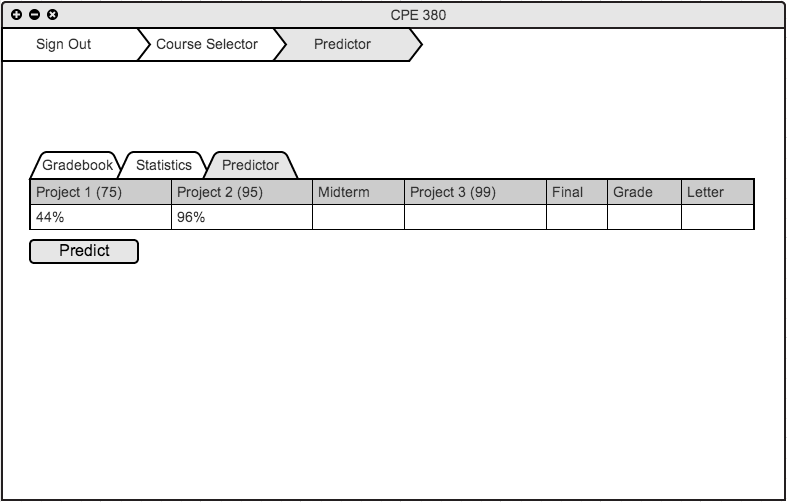 CPE 380
Sign Out Course Selector Predictor
Gradebook Statistics Predictor
Project 1 (75) Project 2 (95) Midterm Project 3 (99) Final Grade Letter
44% 96%
Predict